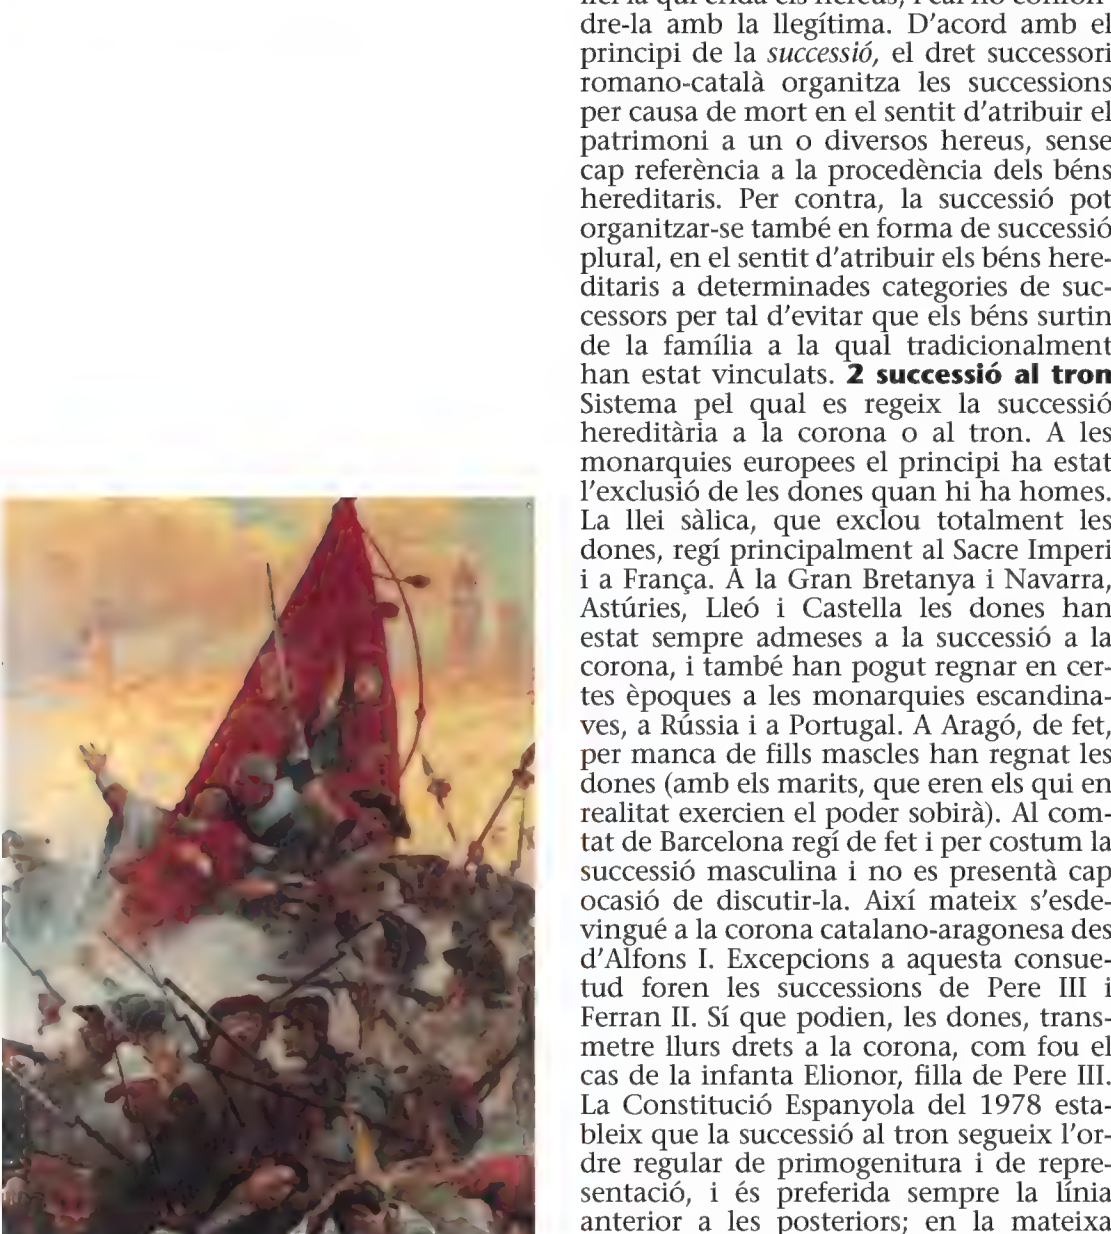 dre-la amb la llegítima. D’acord amb el
principi de la successió, el dret successori
romano-català organitza les successions
per causa de mort en el sentit d’atribuir el
patrimoni a un o diversos hereus, sense
cap referència a la procedència dels béns
hereditaris. Per contra, la successió pot
organitzar-se també en forma de successió
plural, en el sentit d’atribuir els béns here-
ditaris a determinades categories de suc-
cessors per tal d’evitar que els béns surtin
de la família a la qual tradicionalment
han estat vinculats. 2 successió al tron
Sistema pel qual es regeix la successió
hereditària a la corona o al tron. A les
monarquies europees el principi ha estat
l’exclusió de les dones quan hi ha homes.
La llei sàlica, que exclou totalment les
dones, regí principalment al Sacre Imperi
i a França. A la Gran Bretanya i Navarra,
Astúries, Lleó i Castella les dones han
estat sempre admeses a la successió a la
corona, i també han pogut regnar en cer-
tes èpoques a les monarquies escandina-
ves, a Rússia i a Portugal. A Aragó, de fet,
per manca de fills mascles han regnat les
dones (amb els marits, que eren els qui en
realitat exercien el poder sobirà). Al com-
tat de Barcelona regí de fet i per costum la
successió masculina i no es presentà cap
ocasió de discutir-la. Així mateix s’esde-
vingué a la corona catalano-aragonesa des
d’Alfons I. Excepcions a aquesta consue-
tud foren les successions de Pere III i
Ferran II. Sí que podien, les dones, trans-
metre llurs drets a la corona, com fou el
cas de la infanta Elionor, filla de Pere III.
La Constitució Espanyola del 1978 esta-
bleix que la successió al tron segueix l’or-
dre regular de primogenitura i de repre-
sentació, i és preferida sempre la línia
anterior a les posteriors; en la mateixa